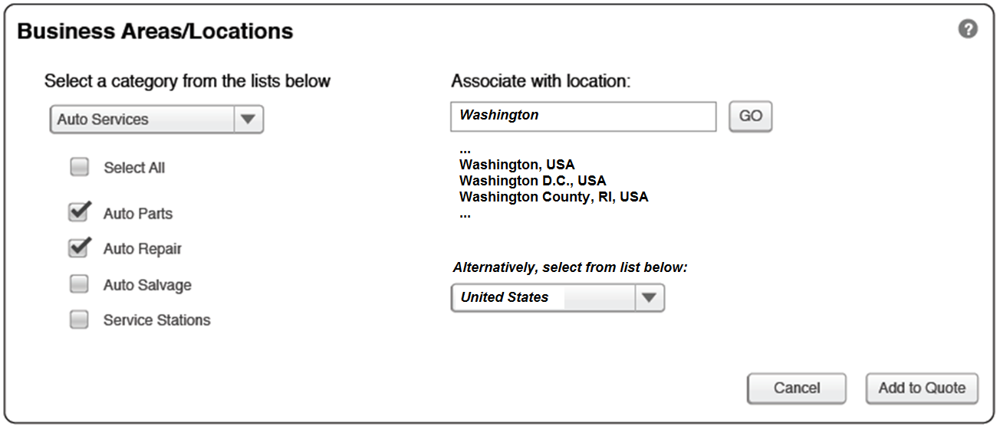 Business Areas/Locations
?
Select a category from the lists below
Auto Services
Select All
Auto Parts
Auto Repair
Auto Salvage
Service Stations
Associate with location:
Washington
GO
...
Washington, USA
Washington D.C., USA
Washington County, RI, USA
...
Alternatively, select from list below:
United States
Cancel
Add to Quote